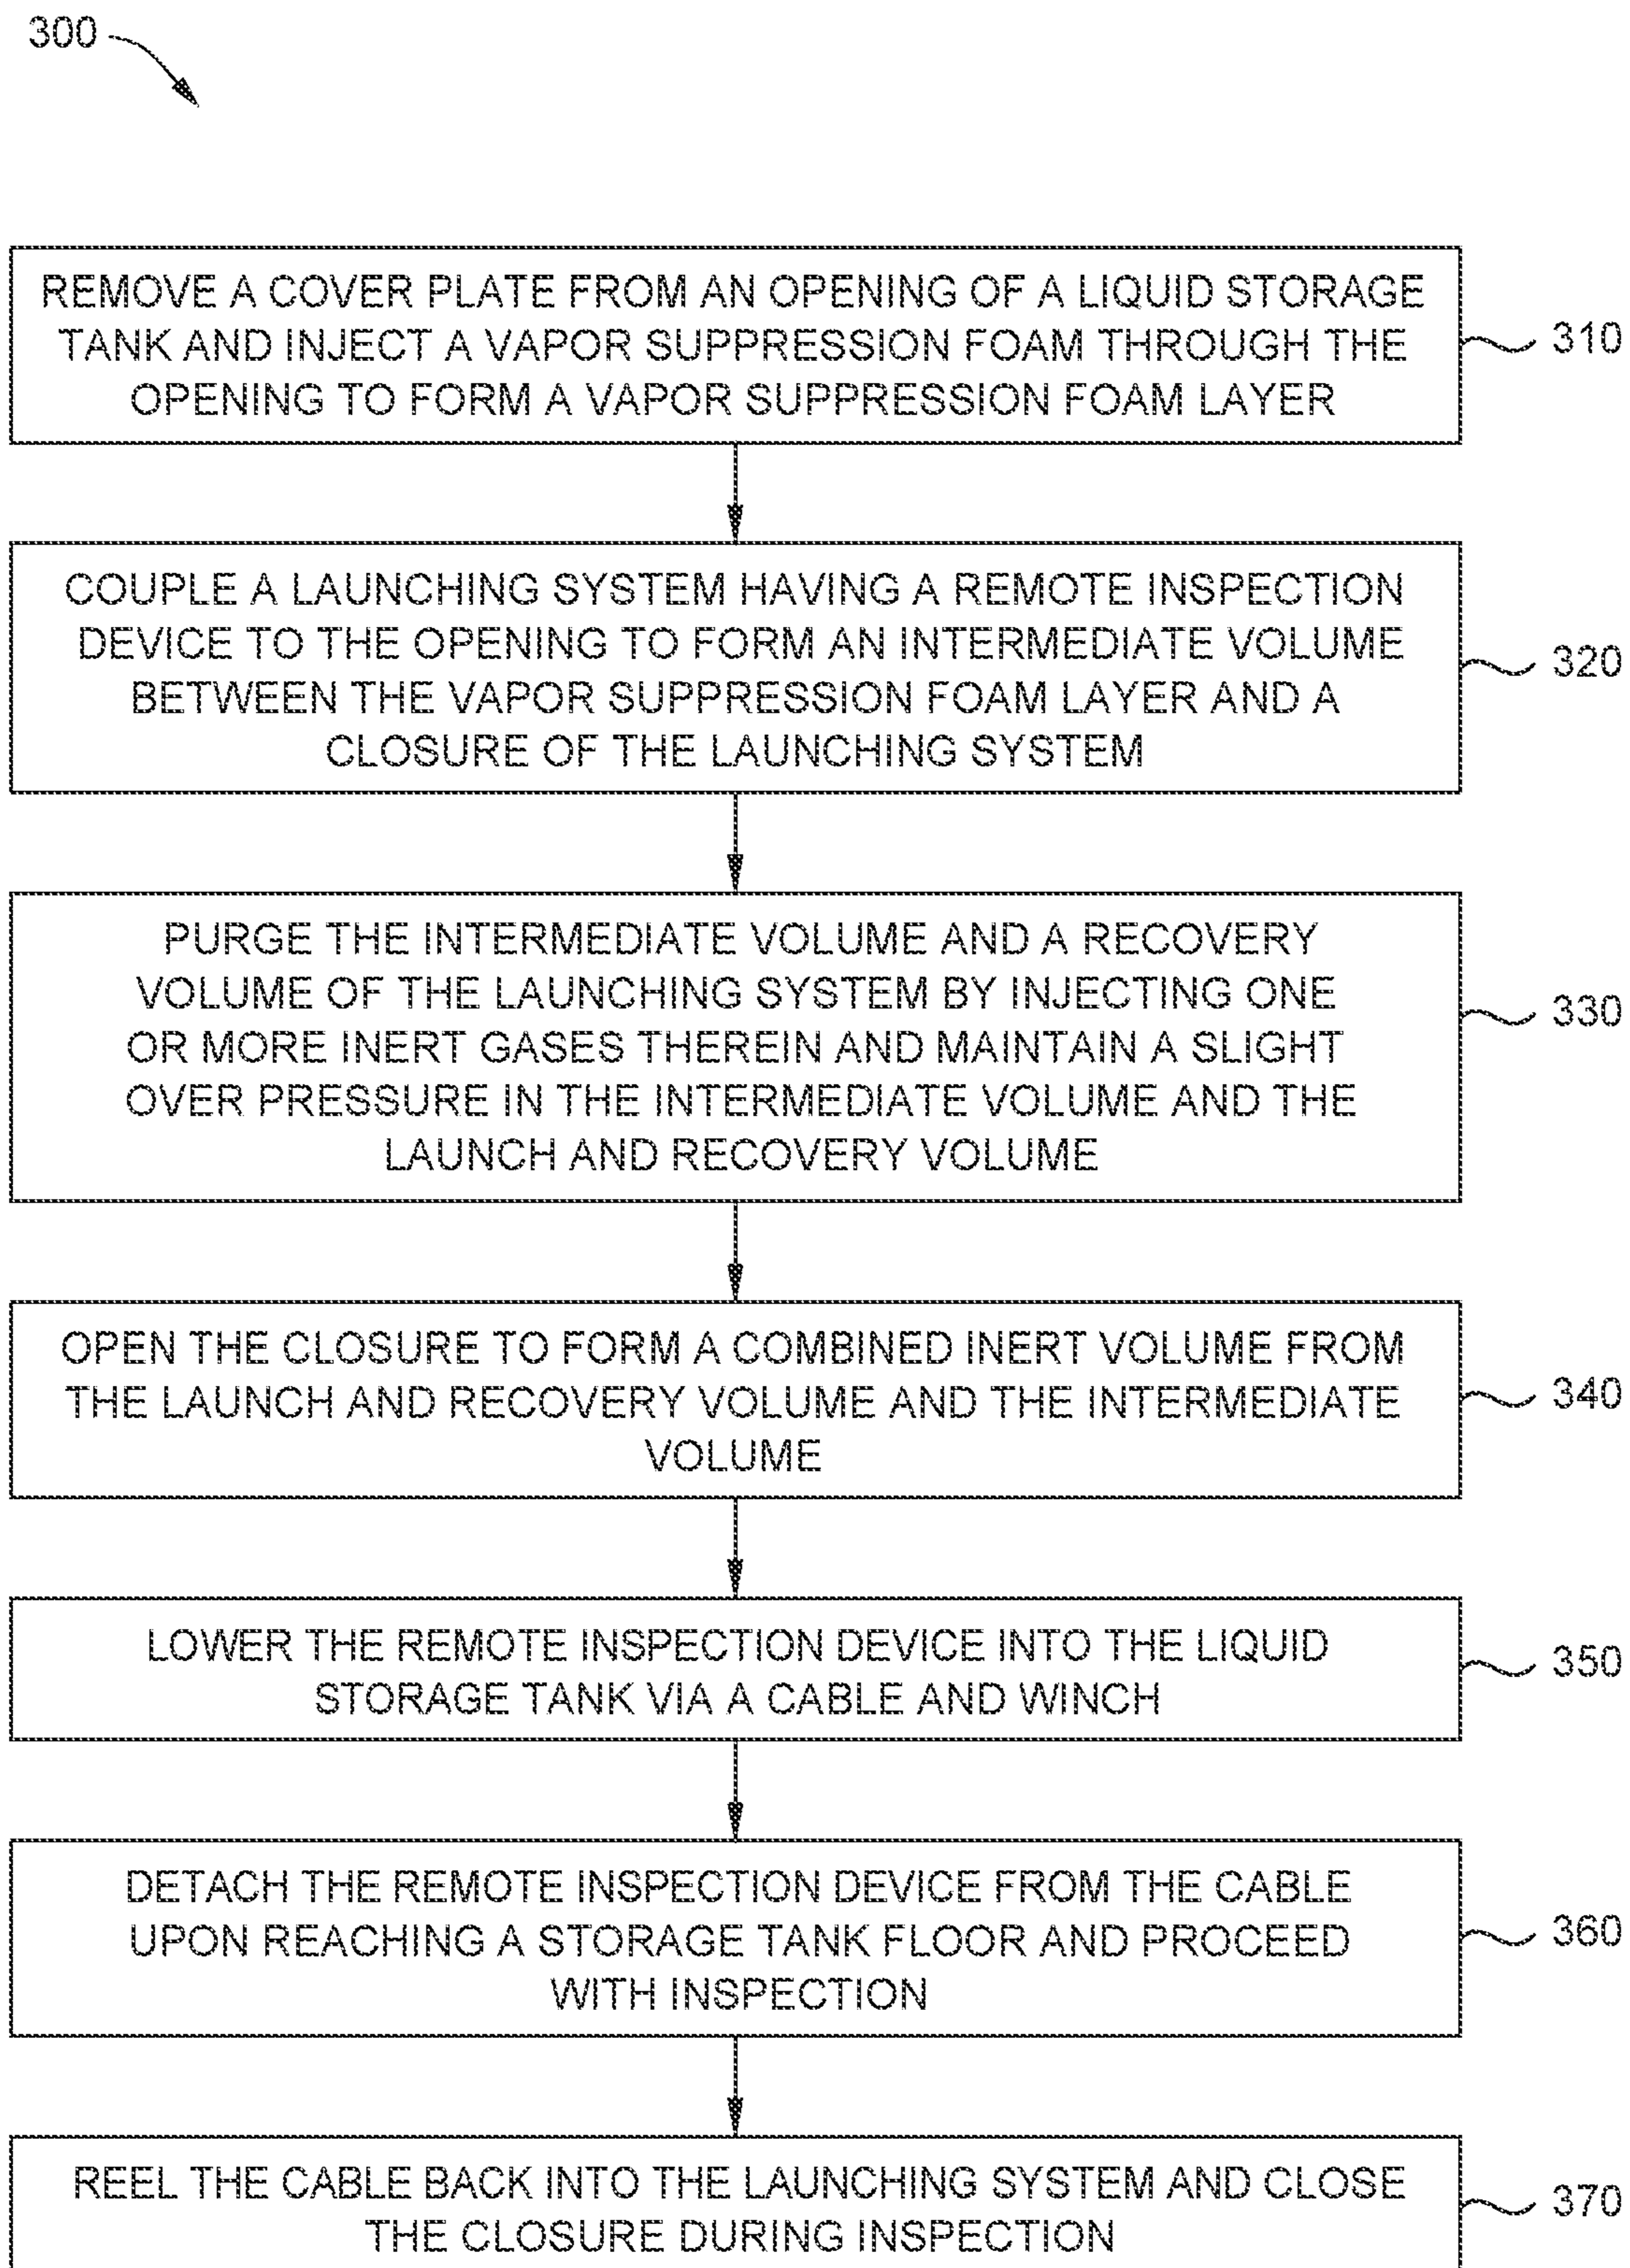 300
REMOVE A COVER PLATE FROM AN OPENING OF A LIQUID STORAGE
TANK AND INJECT A VAPOR SUPPRESSION FOAM THROUGH THE
OPENING TO FORM A VAPOR SUPPRESSION FOAM LAYER
310
COUPLE A LAUNCHING SYSTEM HAVING A REMOTE INSPECTION
DEVICE TO THE OPENING TO FORM AN INTERMEDIATE VOLUME
BETWEEN THE VAPOR SUPPRESSION FOAM LAYER AND A
CLOSURE OF THE LAUNCHING SYSTEM
320
PURGE THE INTERMEDIATE VOLUME AND A RECOVERY
VOLUME OF THE LAUNCHING SYSTEM BY INJECTING ONE
OR MORE INERT GASES THEREIN AND MAINTAIN A SLIGHT
OVER PRESSURE IN THE INTERMEDIATE VOLUME AND THE
LAUNCH AND RECOVERY VOLUME
330
OPEN THE CLOSURE TO FORM A COMBINED INERT VOLUME FROM
THE LAUNCH AND RECOVERY VOLUME AND THE INTERMEDIATE
VOLUME
340
LOWER THE REMOTE INSPECTION DEVICE INTO THE LIQUID
STORAGE TANK VIA A CABLE AND WINCH
350
DETACH THE REMOTE INSPECTION DEVICE FROM THE CABLE
UPON REACHING A STORAGE TANK FLOOR AND PROCEED
WITH INSPECTION
360
REEL THE CABLE BACK INTO THE LAUNCHING SYSTEM AND CLOSE
THE CLOSURE DURING INSPECTION
370